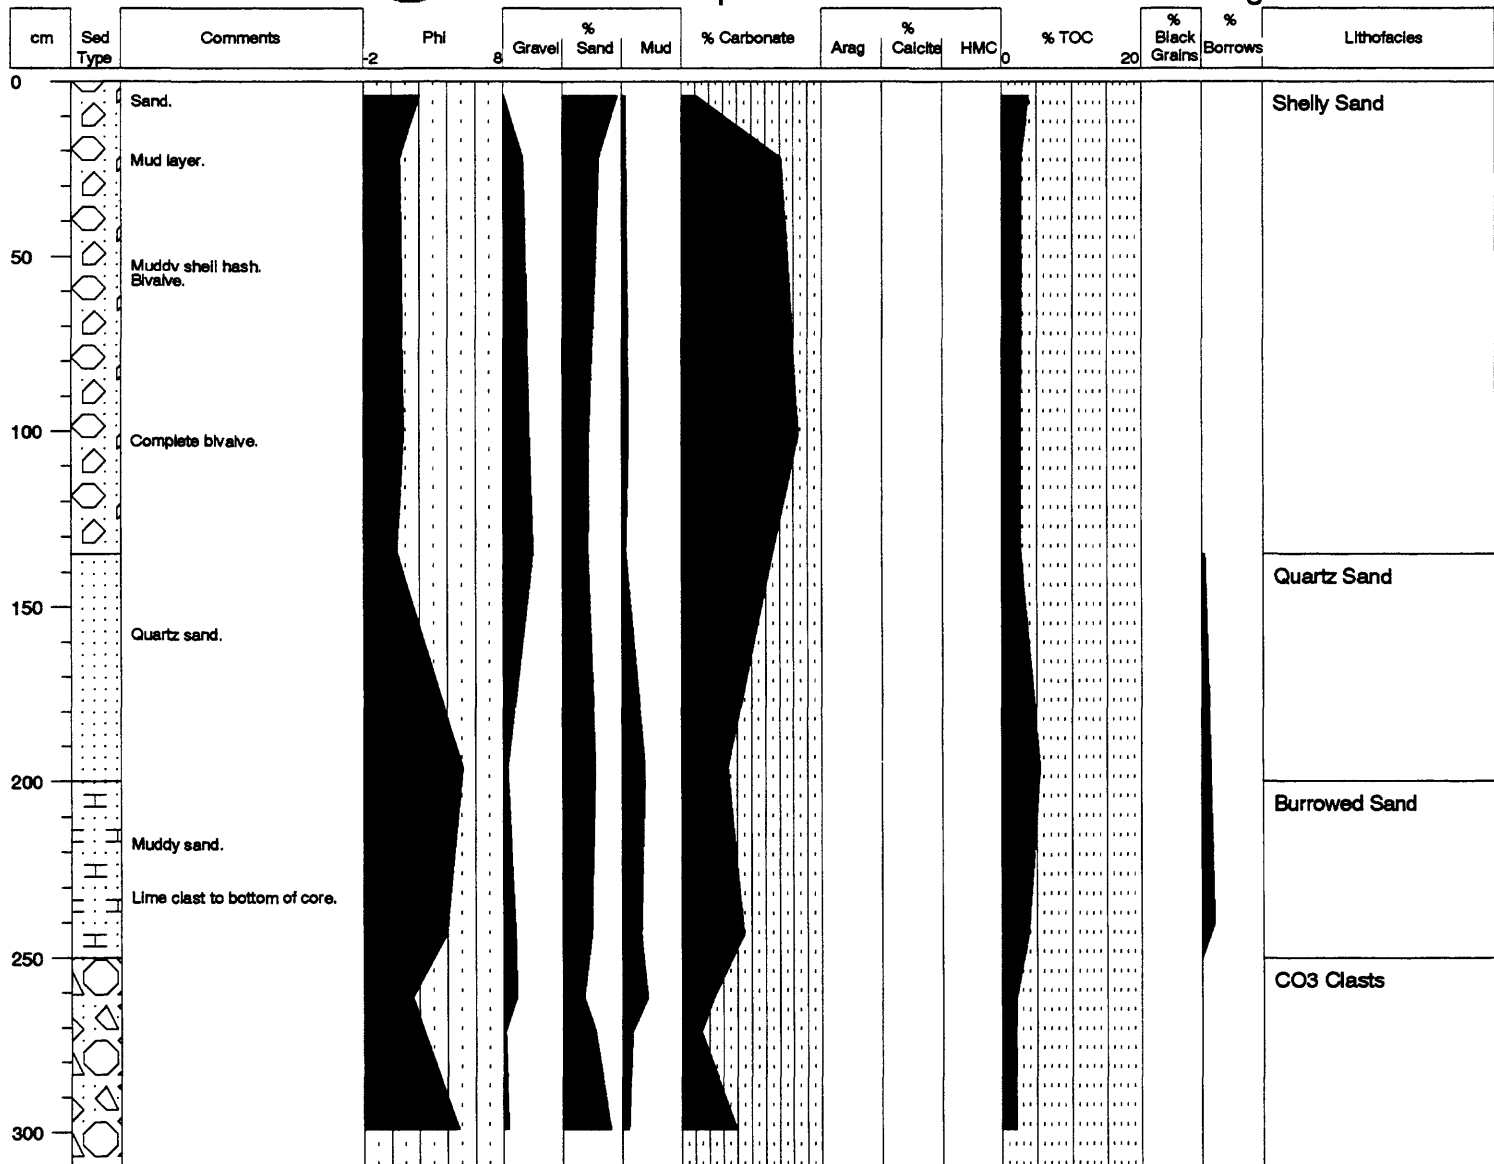 cm Sed Type Comments Phi -2 8 % Gravel Sand Mud % Carbonate % Arag Calcite HMC % TOC 0 20 % Black Grains % Borrows Lithofacies
0
Sand. Shelly Sand
Mud layer.
50
Muddv shell hash.
Bivalve.
100
Complete bivalve.
Quartz Sand
150
Quartz sand.
200
Burrowed Sand
Muddy sand.
Lime clast to bottom of core.
250
CO3 Clasts
300